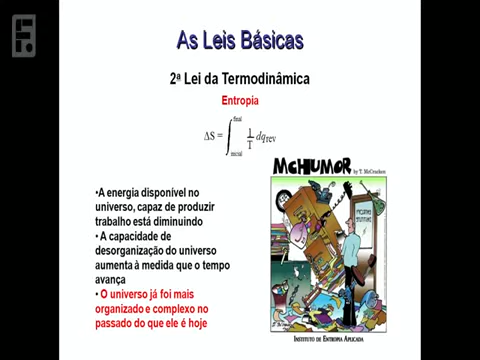 As Leis Básicas
2ª Lei da Termodinâmica
Entropia
ΔS = ∫ final inicial 1/T dqrev
McHUMOR by T. McCracken
•A energia disponível no
universo, capaz de produzir
trabalho está diminuindo
• A capacidade de
desorganização do universo
aumenta à medida que o tempo
avança
• O universo já foi mais
organizado e complexo no
passado do que ele é hoje
INSTITUTO DE ENTROPIA APLICADA